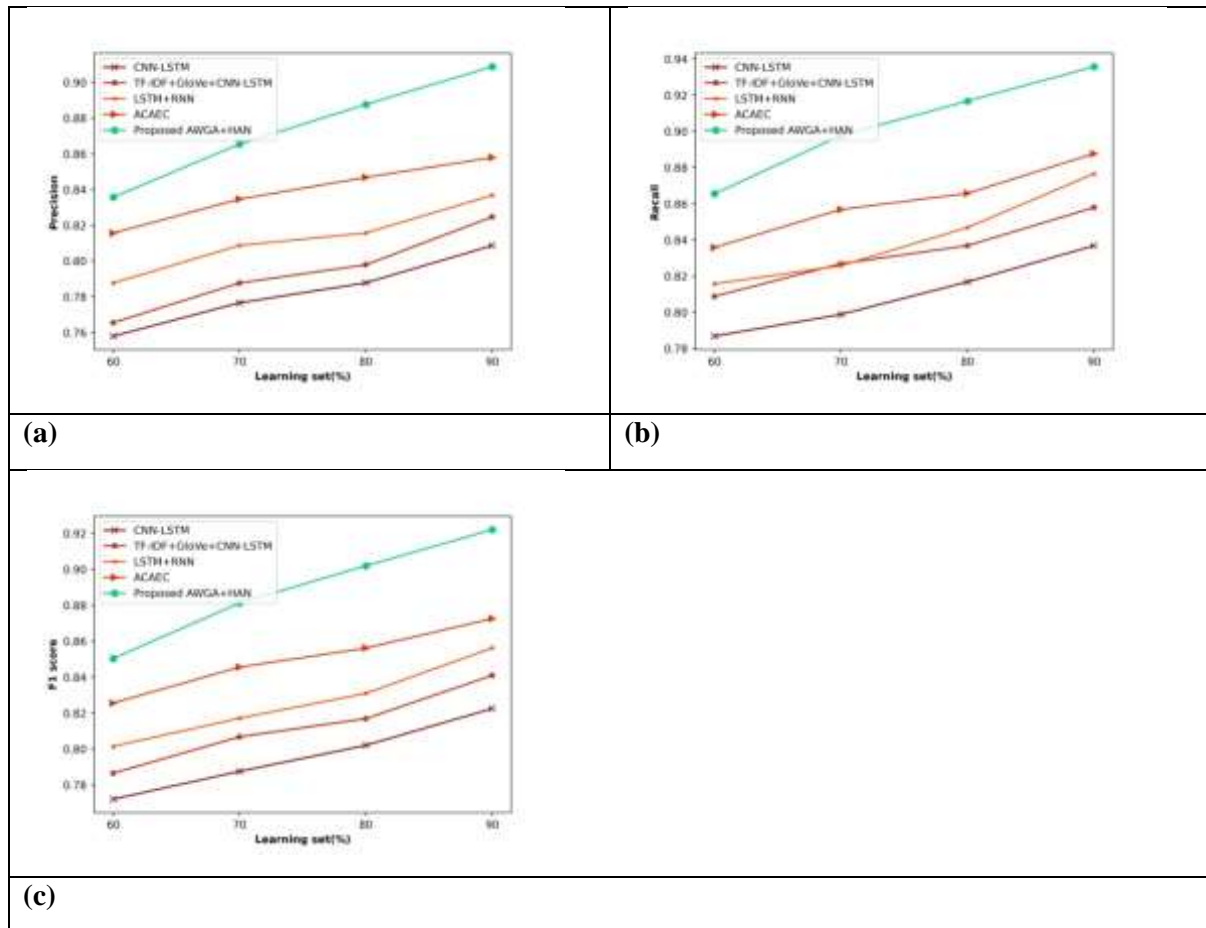 0.90
0.88
0.86
0.84
0.82
0.80
0.78
0.76
Precision
CNN-LSTM
TF-IDF+GloVe+CNN-LSTM
LSTM+RNN
ACAEC
Proposed AWGA+HAN
60 70 80 90
Learning set(%)
0.94
0.92
0.90
0.88
0.86
0.84
0.82
0.80
0.78
Recall
CNN-LSTM
TF-IDF+GloVe+CNN-LSTM
LSTM+RNN
ACAEC
Proposed AWGA+HAN
60 70 80 90
Learning set(%)
(a)
(b)
0.92
0.90
0.88
0.86
0.84
0.82
0.80
0.78
F1 score
CNN-LSTM
TF-IDF+GloVe+CNN-LSTM
LSTM+RNN
ACAEC
Proposed AWGA+HAN
60 70 80 90
Learning set(%)
(c)